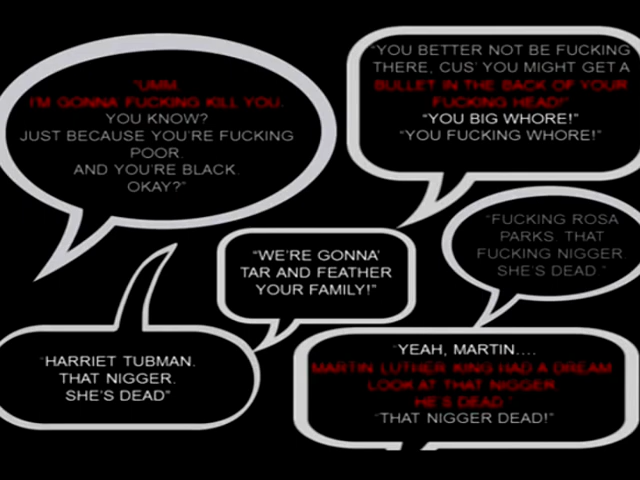 "UMM.
I'M GONNA' FUCKING KILL YOU.
YOU KNOW?
JUST BECAUSE YOU'RE FUCKING
POOR.
AND YOU'RE BLACK.
OKAY?"
"YOU BETTER NOT BE FUCKING
THERE, CUS' YOU MIGHT GET A
BULLET IN THE BACK OF YOUR
FUCKING HEAD!"
"YOU BIG WHORE!"
"YOU FUCKING WHORE!"
"FUCKING ROSA
PARKS. THAT
FUCKING NIGGER.
SHE'S DEAD."
"WE'RE GONNA'
TAR AND FEATHER
YOUR FAMILY!"
"HARRIET TUBMAN.
THAT NIGGER.
SHE'S DEAD"
"YEAH, MARTIN....
MARTIN LUTHER KING HAD A DREAM.
LOOK AT THAT NIGGER.
HE'S DEAD."
"THAT NIGGER DEAD!"